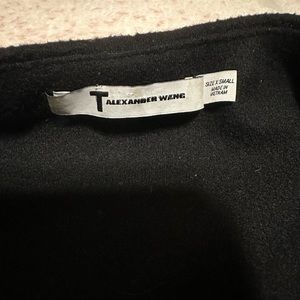 T ALEXANDER WANG
SIZE X SMALL
MADE IN
VIETNAM